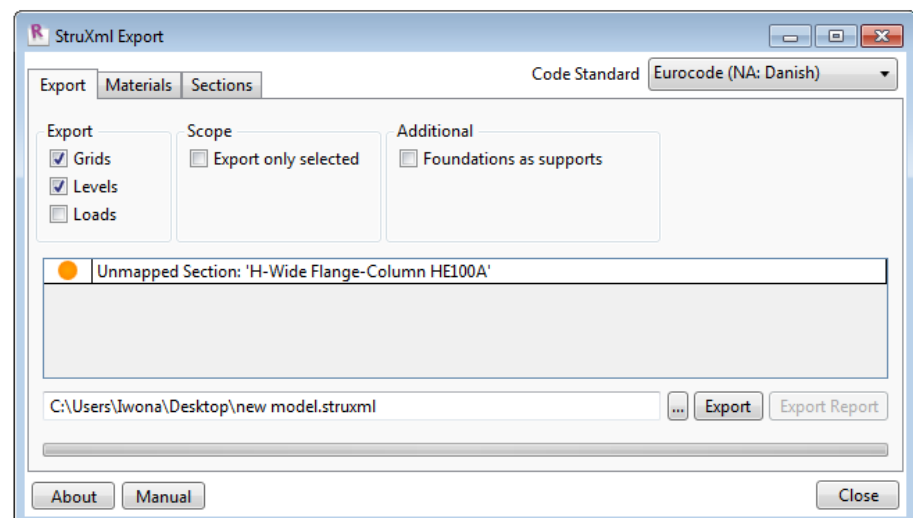 R StruXml Export
Export Materials Sections Code Standard Eurocode (NA: Danish)
Export Scope Additional
Grids Export only selected Foundations as supports
Levels
Loads
Unmapped Section: 'H-Wide Flange-Column HE100A'
C:\Users\Iwona\Desktop\new model.struxml ... Export Export Report
About Manual Close